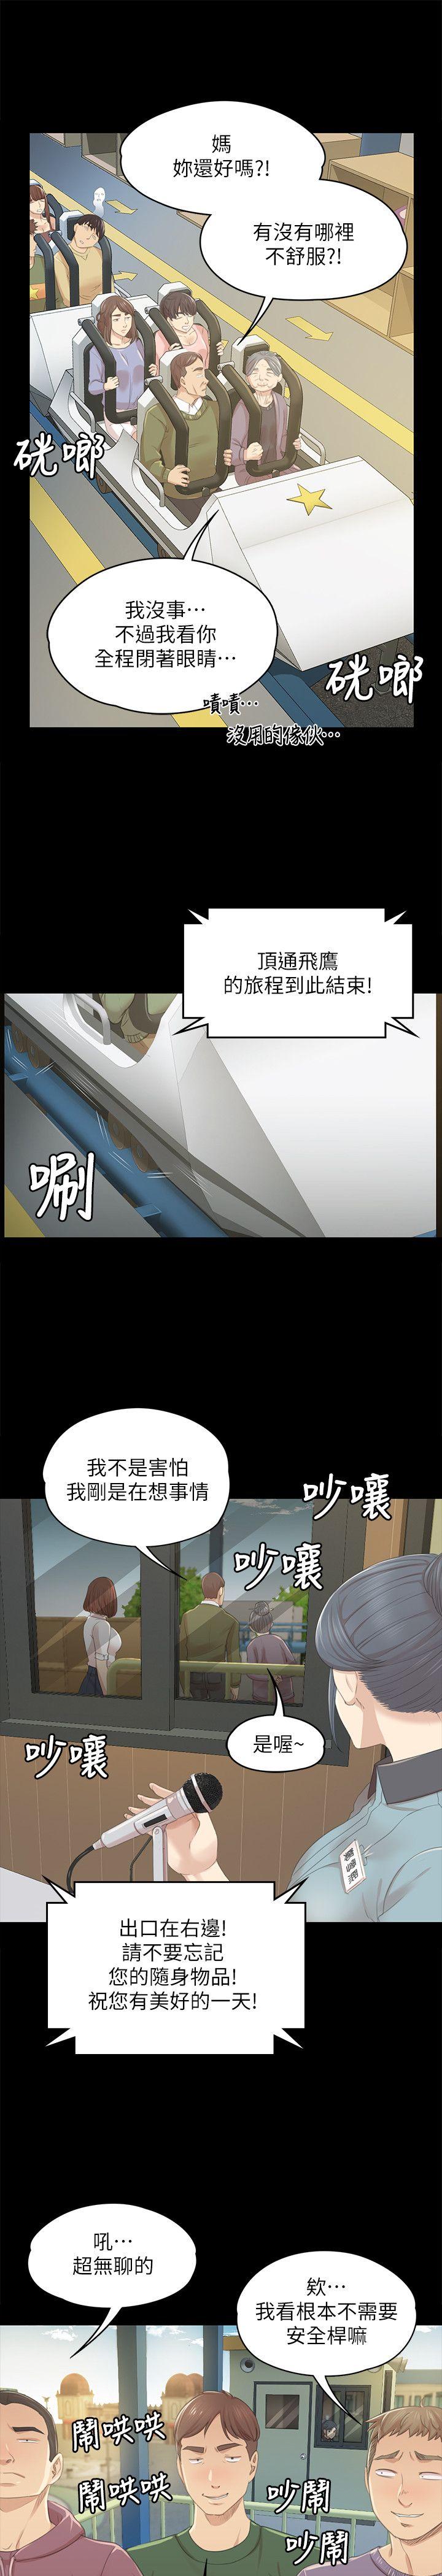 媽
妳還好嗎?!
有沒有哪裡
不舒服?!
硄啷
我沒事⋯
不過我看你
全程閉著眼睛⋯
硄啷
嘖嘖⋯
沒用的傢伙⋯
頂通飛鷹
的旅程到此結束!
唰
我不是害怕
我剛是在想事情
吵嚷
吵嚷
是喔~
吵嚷
出口在右邊!
請不要忘記
您的隨身物品!
祝您有美好的一天!
吼⋯
超無聊的
欸⋯
我看根本不需要
安全桿嘛
鬧哄哄
鬧哄哄
吵鬧
吵鬧